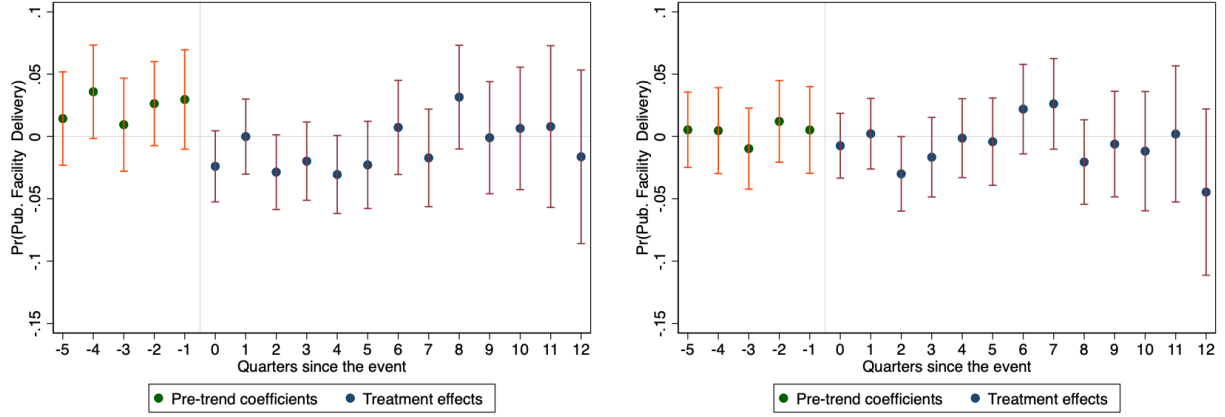 Pr(Pub. Facility Delivery)
.1
.05
0
-.05
-.1
-.15
-5 -4 -3 -2 -1 0 1 2 3 4 5 6 7 8 9 10 11 12
Quarters since the event
Pre-trend coefficients Treatment effects
Pr(Pub. Facility Delivery)
.1
.05
0
-.05
-.1
-.15
-5 -4 -3 -2 -1 0 1 2 3 4 5 6 7 8 9 10 11 12
Quarters since the event
Pre-trend coefficients Treatment effects